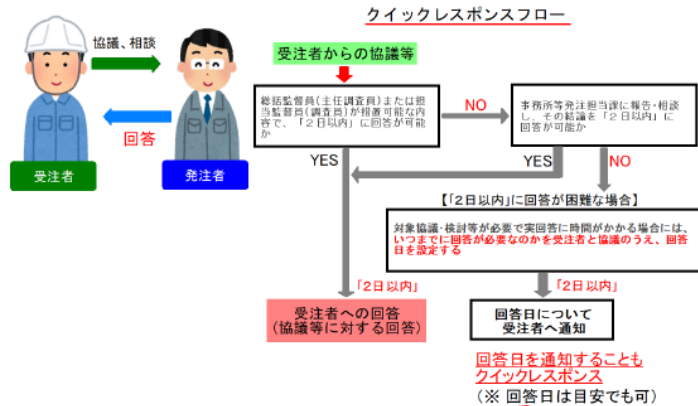 クイックレスポンスフロー
協議、相談
回答
受注者
発注者
受注者からの協議等
総括監督員(主任調査員)または担
当監督員(調査員)が措置可能な内
容で、「2日以内」に回答が可能
か
NO
事務所等発注担当課に報告・相談
し、その結論を「2日以内」に
回答が可能か
YES
YES
NO
【「2日以内」に回答が困難な場合】
対象協議・検討等が必要で実回答に時間がかかる場合には、
いつまでに回答が必要なのかを受注者と協議のうえ、回答
日を設定する
「2日以内」
「2日以内」
受注者への回答
(協議等に対する回答)
回答日について
受注者へ通知
回答日を通知することも
クイックレスポンス
(※ 回答日は目安でも可)